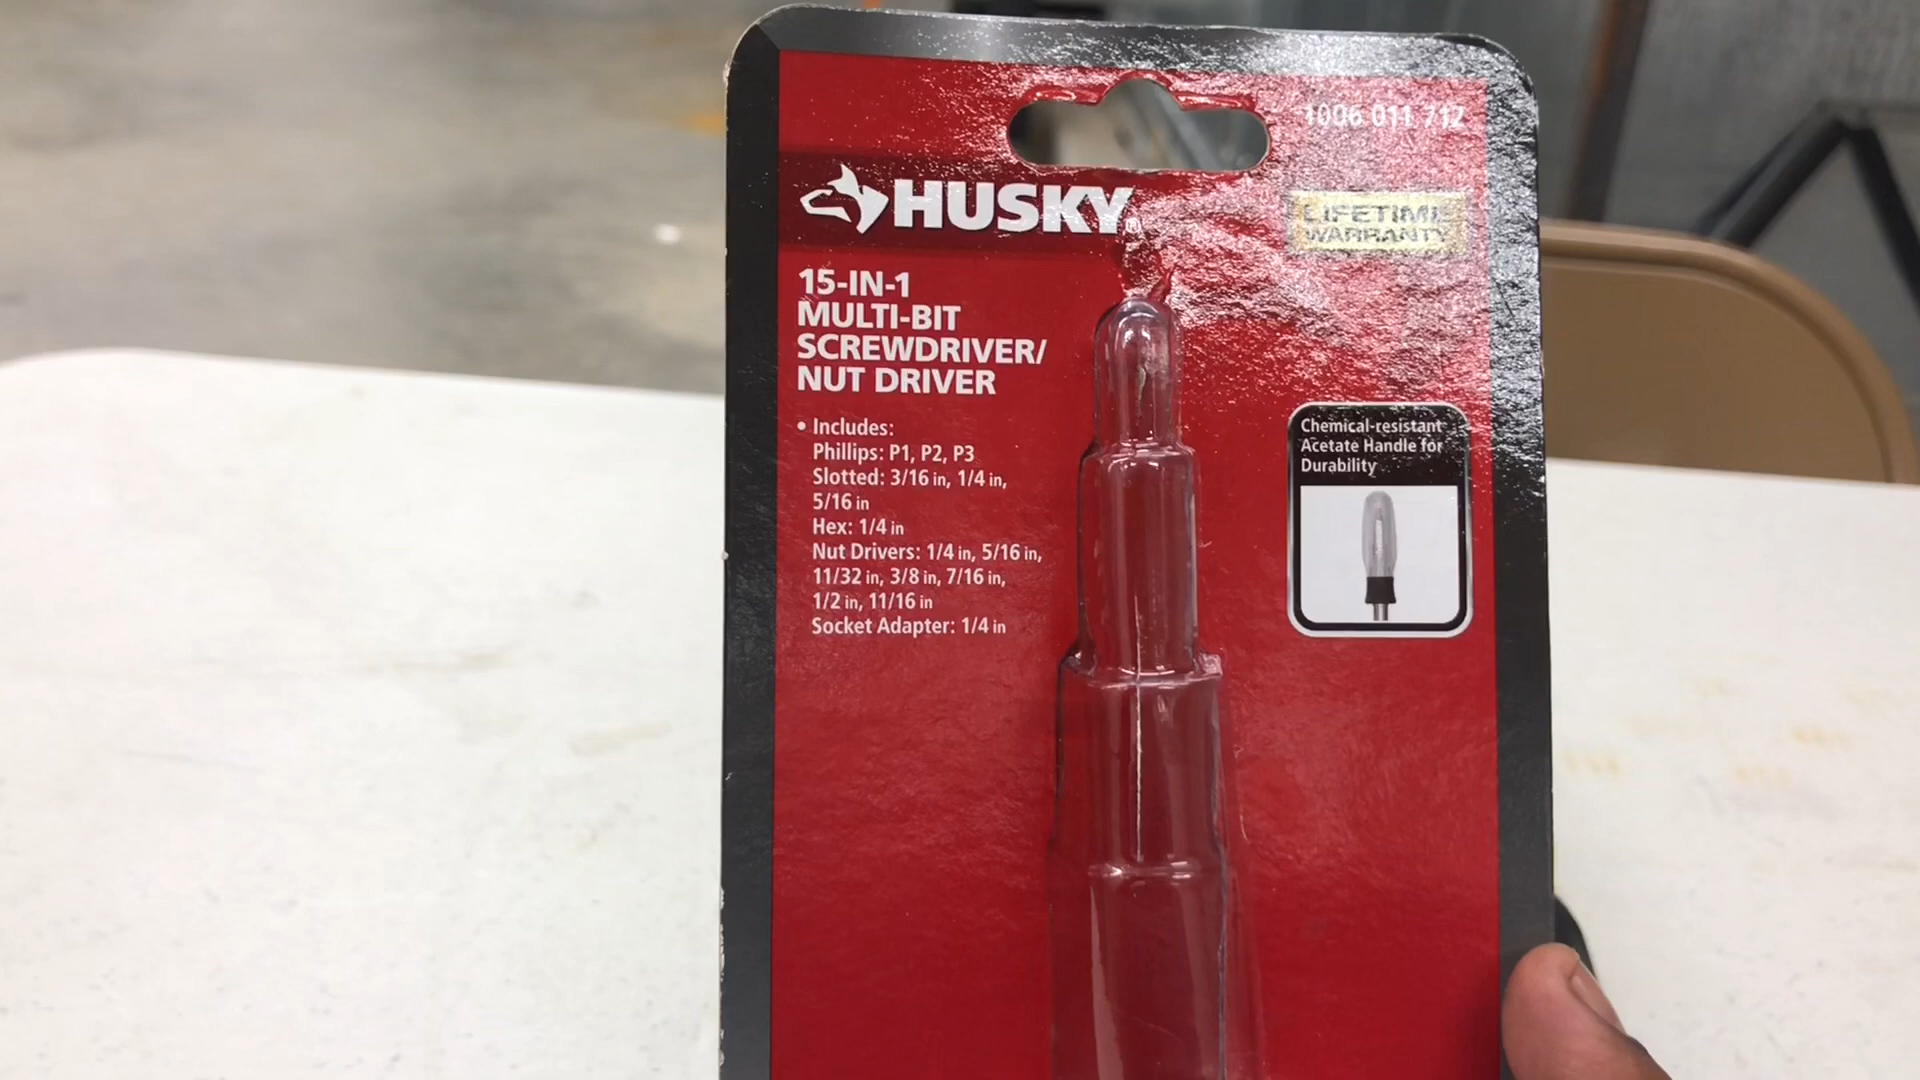 1006 011 712
HUSKY®
LIFETIME
WARRANTY
15-IN-1
MULTI-BIT
SCREWDRIVER/
NUT DRIVER
• Includes:
Phillips: P1, P2, P3
Slotted: 3/16 in, 1/4 in,
5/16 in
Hex: 1/4 in
Nut Drivers: 1/4 in, 5/16 in,
11/32 in, 3/8 in, 7/16 in,
1/2 in, 11/16 in
Socket Adapter: 1/4 in
Chemical-resistant
Acetate Handle for
Durability